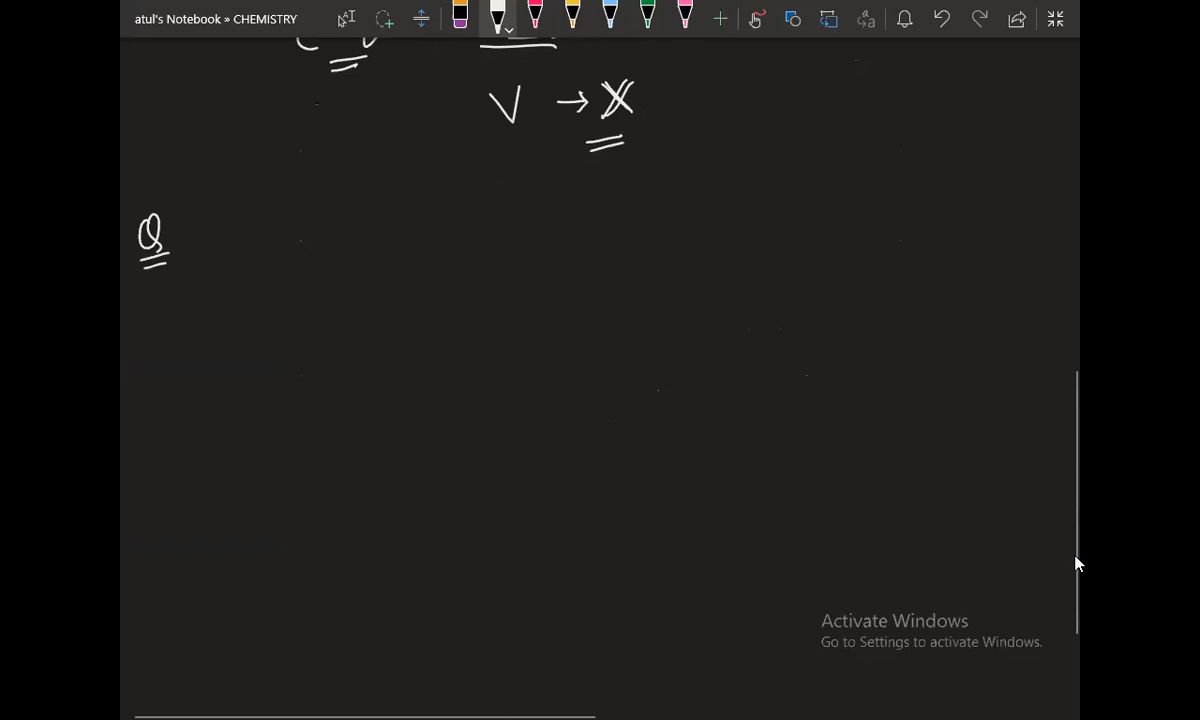 atul's Notebook » CHEMISTRY
V → X
Q
Activate Windows
Go to Settings to activate Windows.